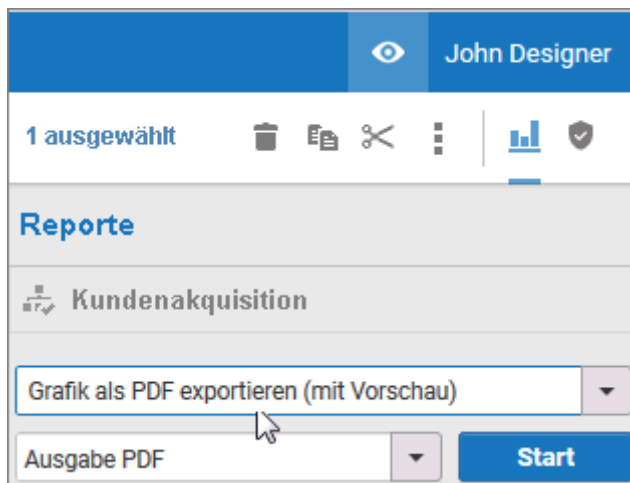 John Designer
1 ausgewählt
Reporte
Kundenakquisition
Grafik als PDF exportieren (mit Vorschau)
Ausgabe PDF
Start